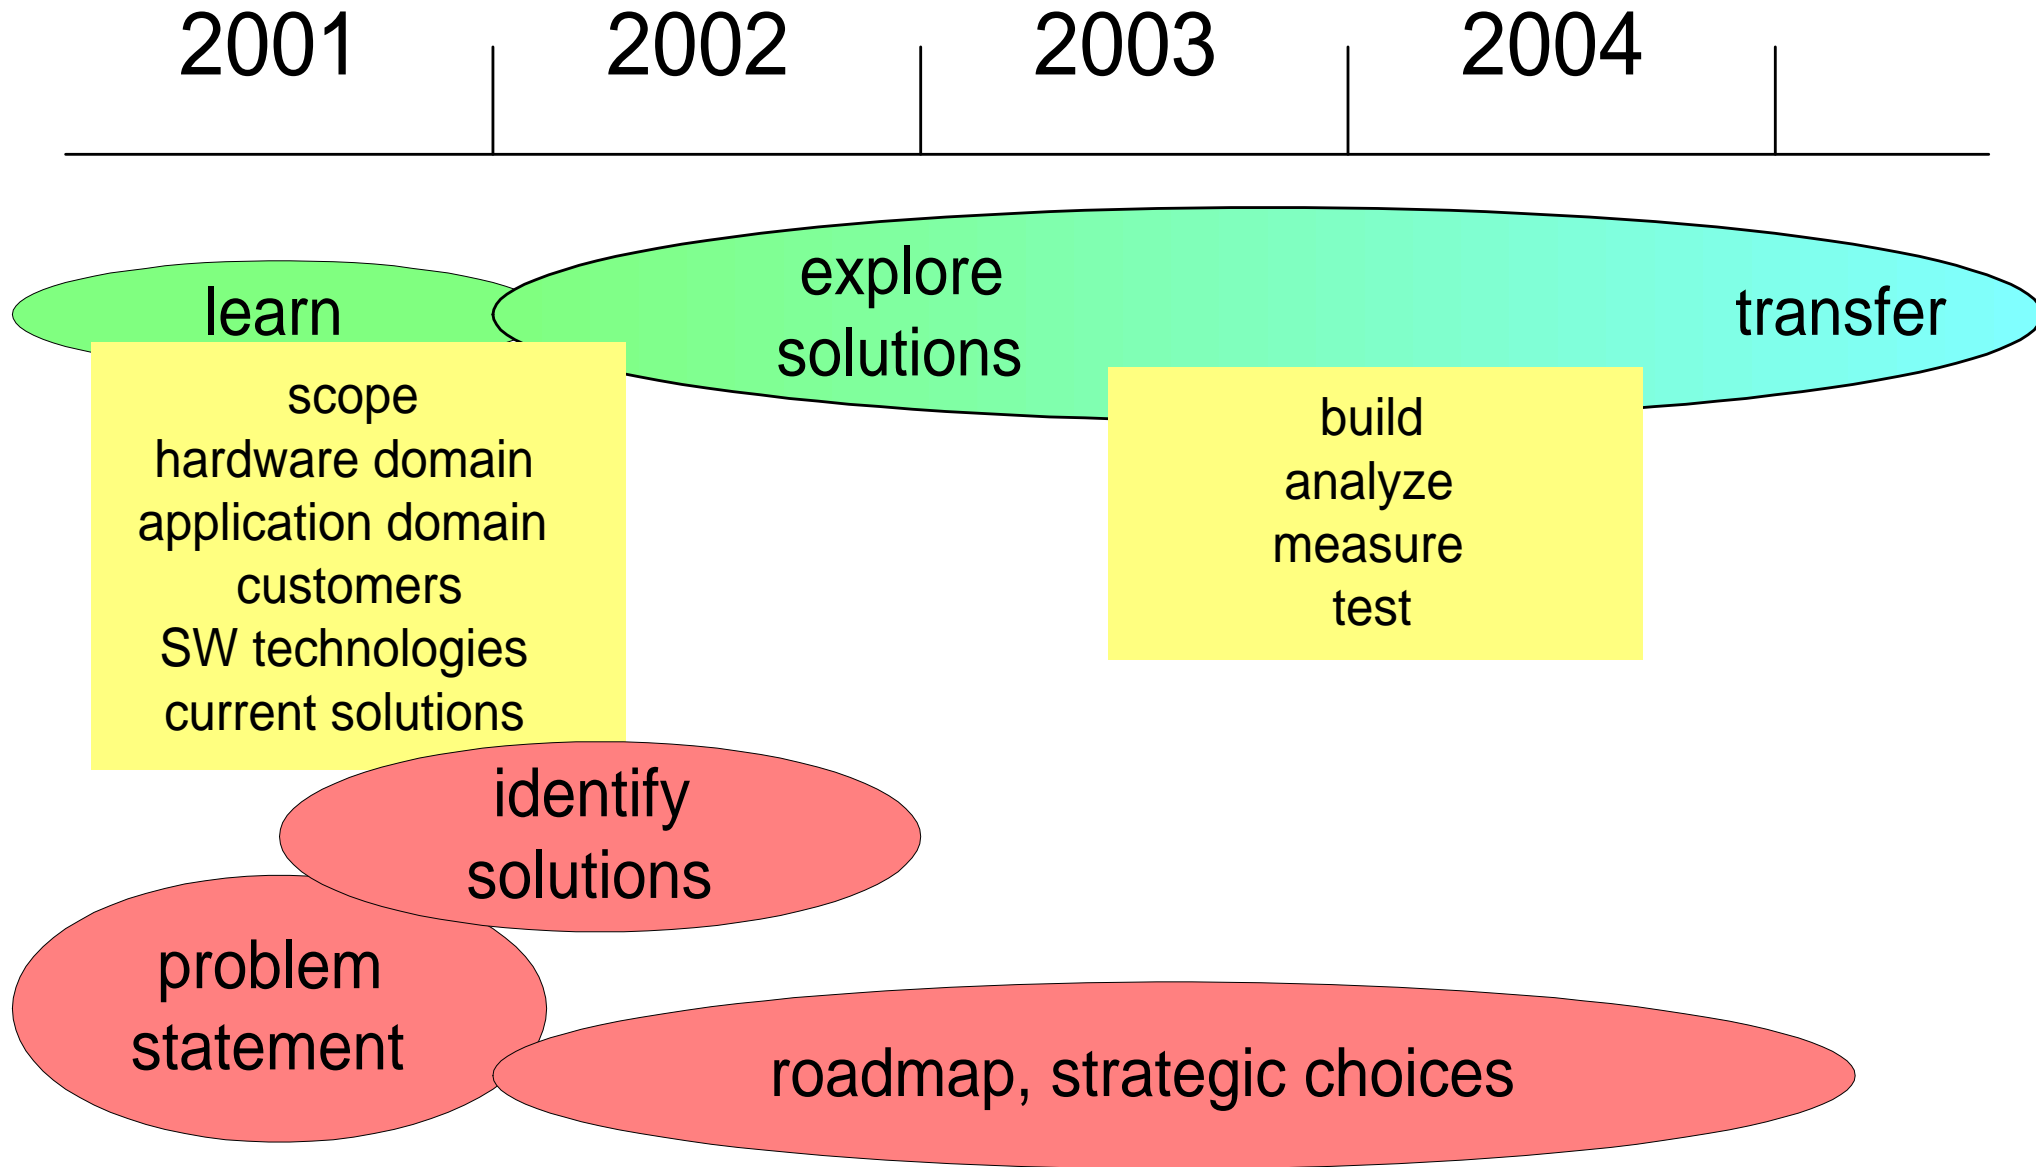 2001 2002 2003 2004
learn
explore
solutions
transfer
scope
hardware domain
application domain
customers
SW technologies
current solutions
build
analyze
measure
test
identify
solutions
problem
statement
roadmap, strategic choices